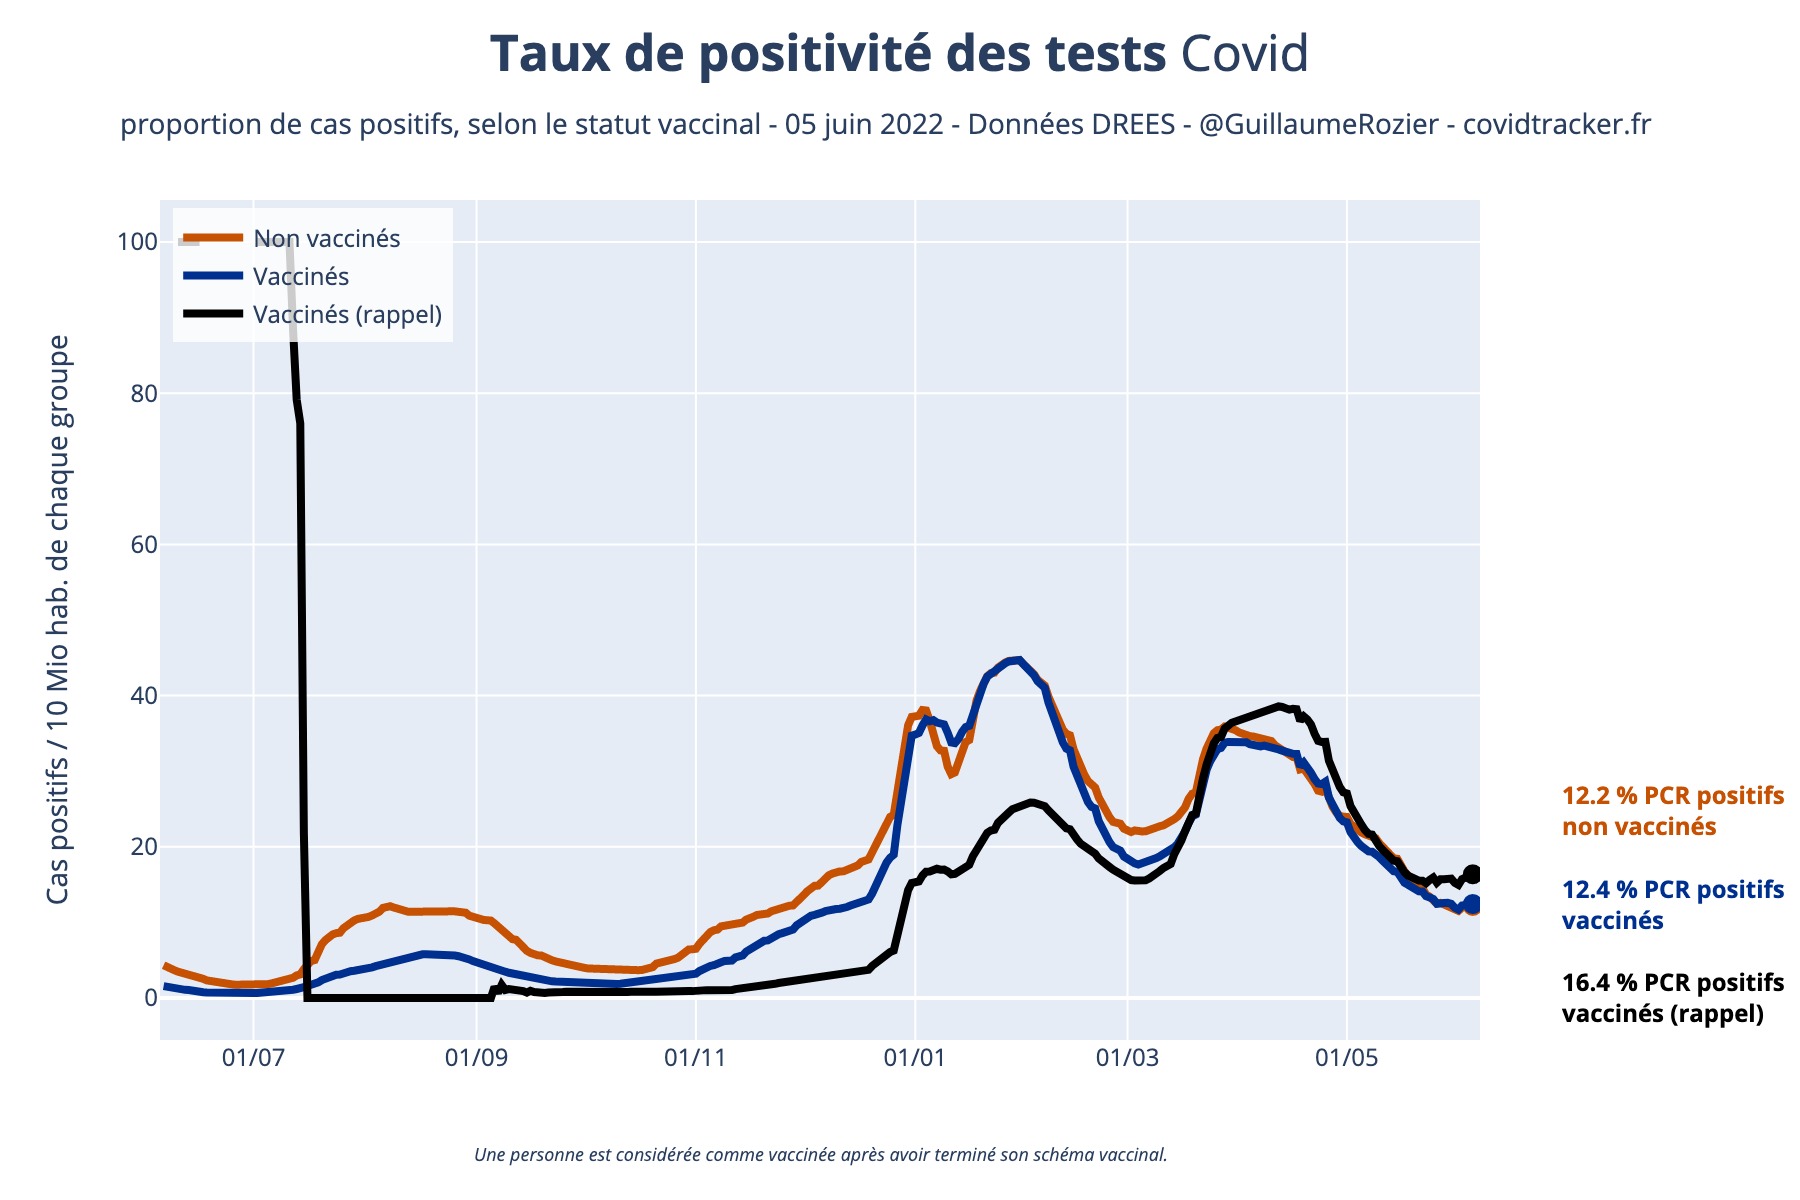 Taux de positivité des tests Covid
proportion de cas positifs, selon le statut vaccinal - 05 juin 2022 - Données DREES - @GuillaumeRozier - covidtracker.fr
Cas positifs / 10 Mio hab. de chaque groupe
100
80
60
40
20
0
Non vaccinés
Vaccinés
Vaccinés (rappel)
12.2 % PCR positifs
non vaccinés
12.4 % PCR positifs
vaccinés
16.4 % PCR positifs
vaccinés (rappel)
01/07
01/09
01/11
01/01
01/03
01/05
Une personne est considérée comme vaccinée après avoir terminé son schéma vaccinal.